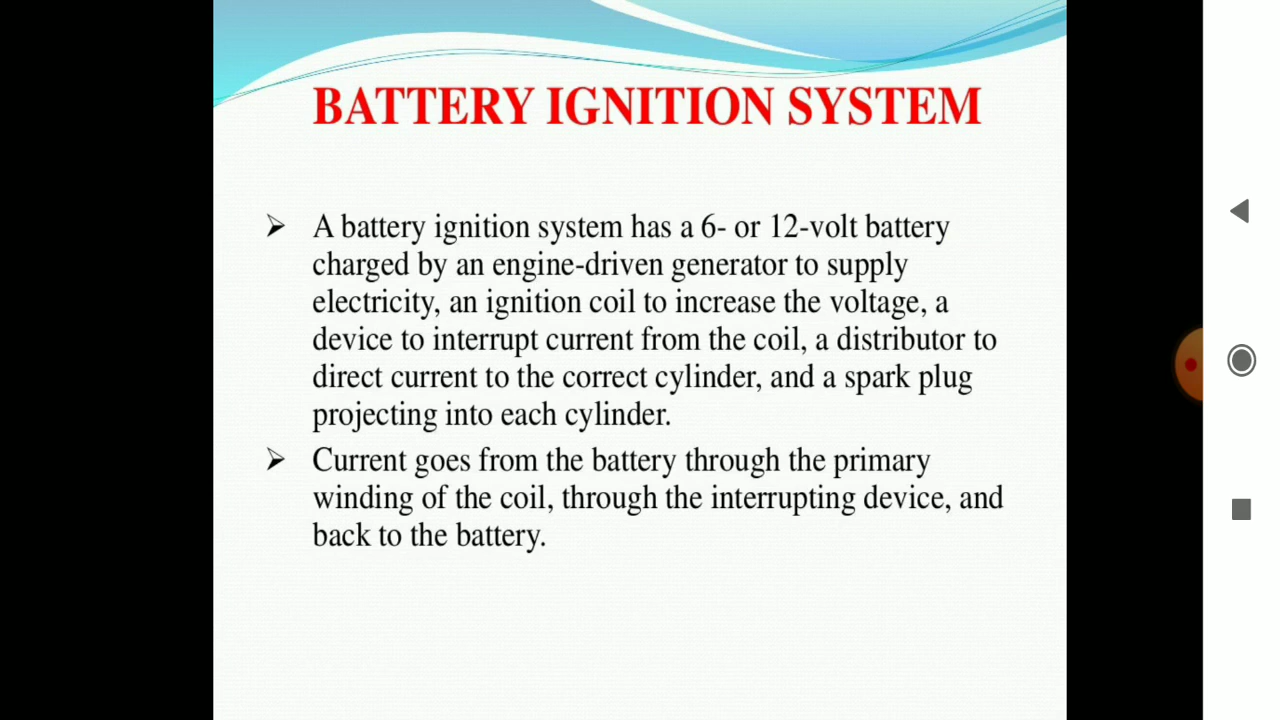 BATTERY IGNITION SYSTEM
A battery ignition system has a 6- or 12-volt battery
charged by an engine-driven generator to supply
electricity, an ignition coil to increase the voltage, a
device to interrupt current from the coil, a distributor to
direct current to the correct cylinder, and a spark plug
projecting into each cylinder.
Current goes from the battery through the primary
winding of the coil, through the interrupting device, and
back to the battery.